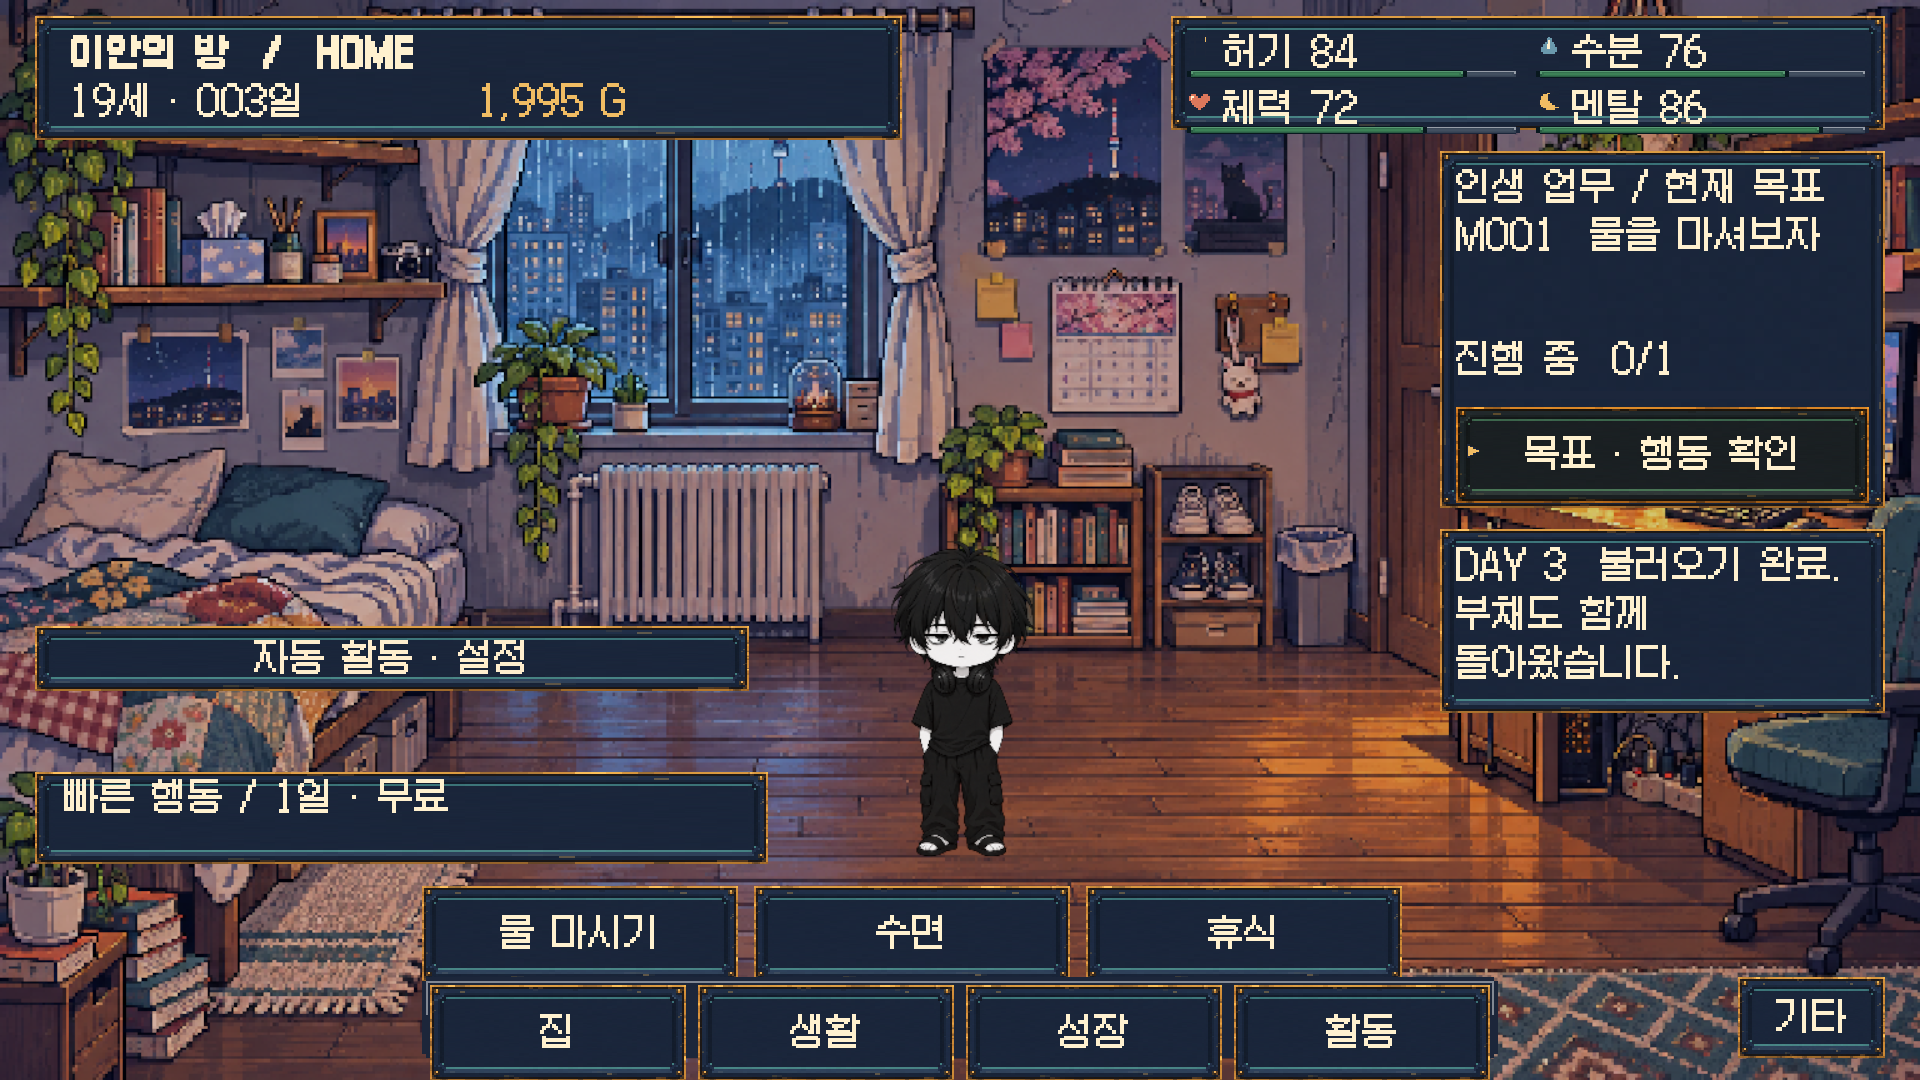 이안의 방 / HOME
19세 · 003일 1,995 G
허기 84 수분 76
체력 72 멘탈 86
인생 업무 / 현재 목표
M001 물을 마셔보자
진행 중 0/1
목표 · 행동 확인
DAY 3 불러오기 완료.
부채도 함께
돌아왔습니다.
자동 활동 · 설정
빠른 행동 / 1일 · 무료
물 마시기 수면 휴식
집 생활 성장 활동 기타